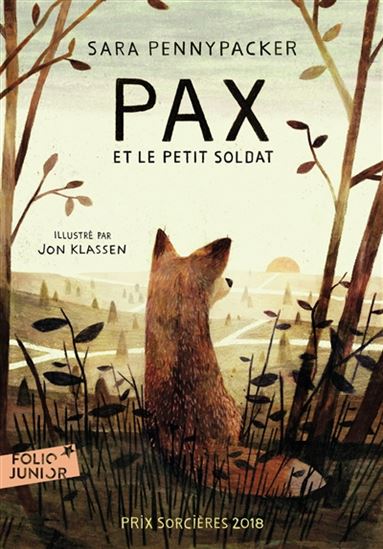 SARA PENNYPACKER
PAX
ET LE PETIT SOLDAT
ILLUSTRÉ PAR
JON KLASSEN
FOLIO
JUNIOR
PRIX SORCIÈRES 2018